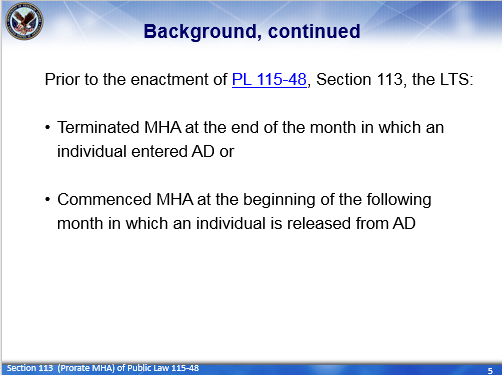 Background, continued
Prior to the enactment of PL 115-48, Section 113, the LTS:
• Terminated MHA at the end of the month in which an
individual entered AD or
• Commenced MHA at the beginning of the following
month in which an individual is released from AD
Section 113 (Prorate MHA) of Public Law 115-48
5